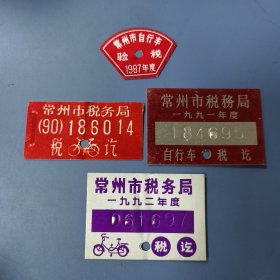 常州市自行车
验税
1987年度
常州市税务局
(90)186014
税讫
常州市税務局
一九九一年度
184695
自行车税讫
常州市税务局
一九九二年度
061697
税讫